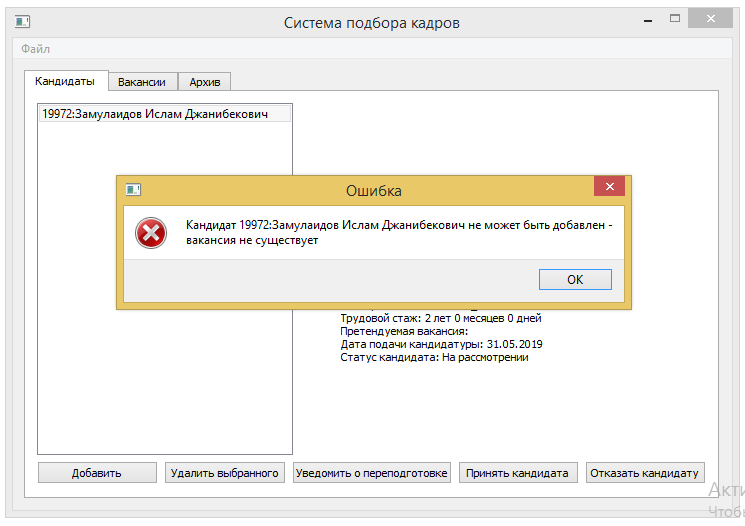 Система подбора кадров
Файл
Кандидаты
Вакансии
Архив
19972:Замулаидов Ислам Джанибекович
Ошибка
Кандидат 19972:Замулаидов Ислам Джанибекович не может быть добавлен -
вакансия не существует
OK
Трудовой стаж: 2 лет 0 месяцев 0 дней
Претендуемая вакансия:
Дата подачи кандидатуры: 31.05.2019
Статус кандидата: На рассмотрении
Добавить
Удалить выбранного
Уведомить о переподготовке
Принять кандидата
Отказать кандидату